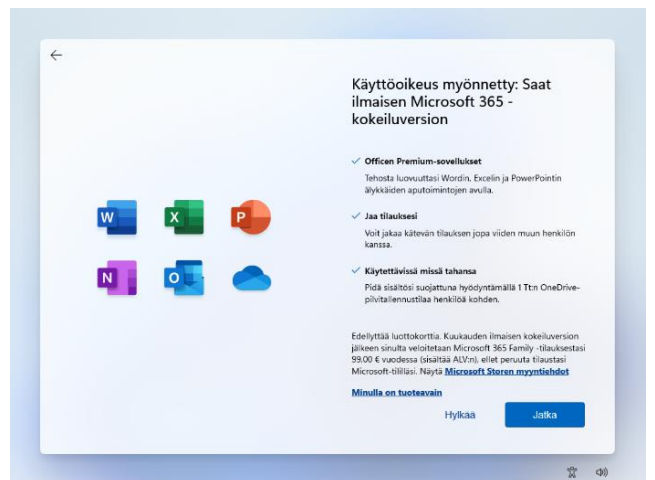 Käyttöoikeus myönnetty: Saat
ilmaisen Microsoft 365 -
kokeiluversion
Officen Premium-sovellukset
Tehosta luovuuttasi Wordin, Excelin ja PowerPointin
älykkäiden aputoimintojen avulla.
Jaa tilauksesi
Voit jakaa kätevän tilauksen jopa viiden muun henkilön
kanssa.
Käytettävissä missä tahansa
Pidä sisältösi suojattuna hyödyntämällä 1 Tt:n OneDrive-
pilvitallennustilaa henkilöä kohden.
W X P
N O
Edellyttää luottokorttia. Kuukauden ilmaisen kokeiluversion
jälkeen sinulta veloitetaan Microsoft 365 Family -tilauksestasi
99,00 € vuodessa (sisältää ALV:n), ellet peruuta tilaustasi
Microsoft-tililläsi. Näytä Microsoft Storen myyntiehdot
Minulla on tuoteavain
Hylkää Jatka